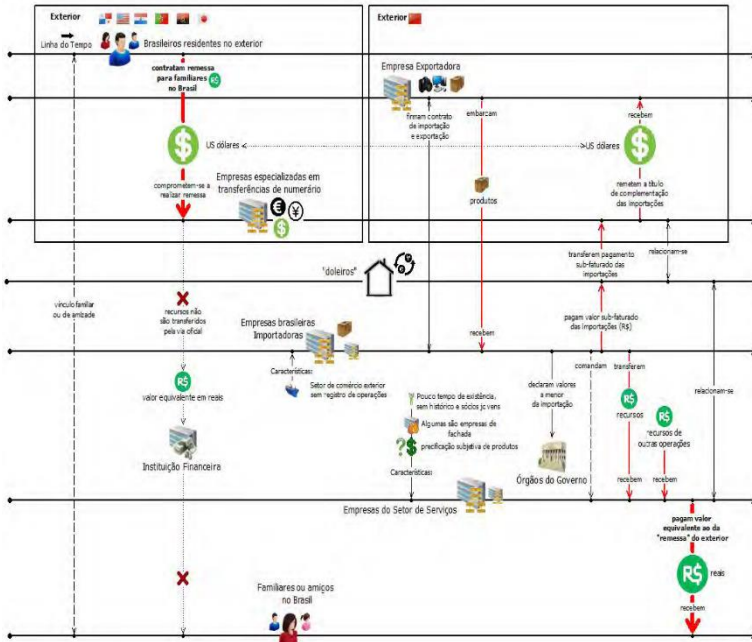 Exterior
Exterior
Linha do Tempo
Brasileiros residentes no exterior
contratam remessa
para familiares
no Brasil
R$
Empresa Exportadora
firmam contrato
de importação
e exportação
embarcam
recebem
$
US dólares
US dólares
$
comprometem-se a
realizar remessa
Empresas especializadas em
transferências de numerário
€
¥
$
produtos
remetem a título
de complementação
das importações
transferem pagamento
sub-faturado das
importações
relacionam-se
"doleiros"
vínculo familiar
ou de amizade
recursos não
são transferidos
pela via oficial
Empresas brasileiras
Importadoras
recebem
pagam valor sub-faturado
das importações (R$)
Características:
Setor de comércio exterior
sem registro de operações
R$
valor equivalente em reais
Pouco tempo de existência,
sem histórico e sócios jovens
Algumas são empresas de
fachada
?$
precificação subjetiva de produtos
Características:
declaram valores
a menor
da importação
comandam
transferem
R$
recursos
R$
recursos de
outras operações
relacionam-se
Instituição Financeira
Órgãos do Governo
recebem
recebem
Empresas do Setor de Serviços
pagam valor
equivalente ao da
"remessa" do exterior
R$
reais
recebem
Familiares ou amigos
no Brasil